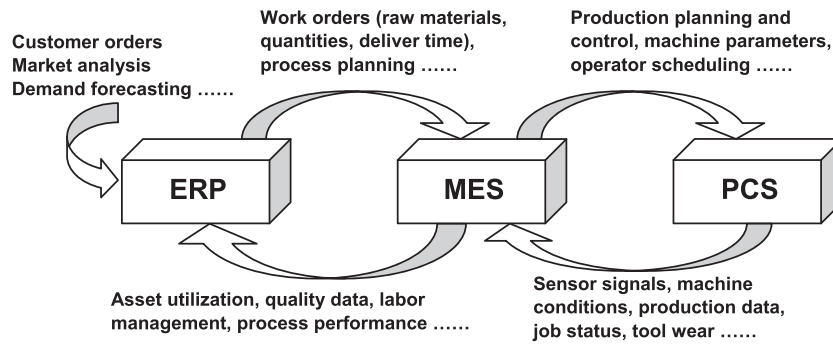 Customer orders
Market analysis
Demand forecasting ……
Work orders (raw materials,
quantities, deliver time),
process planning ……
Production planning and
control, machine parameters,
operator scheduling ……
ERP
MES
PCS
Asset utilization, quality data, labor
management, process performance ……
Sensor signals, machine
conditions, production data,
job status, tool wear ……